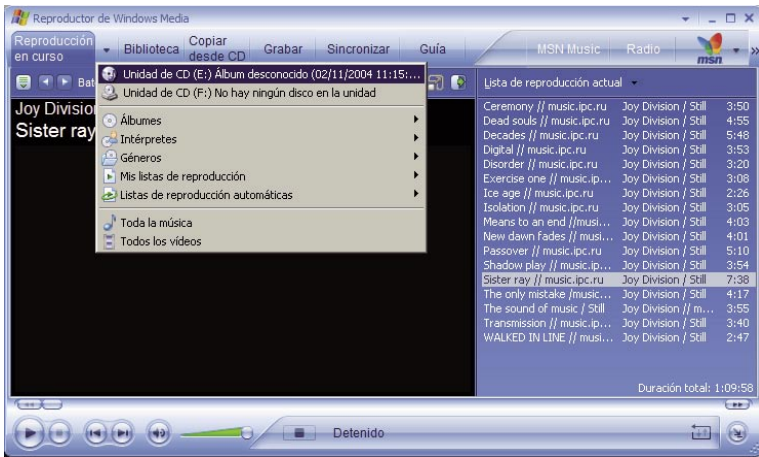 Reproductor de Windows Media
Reproducción en curso
Biblioteca
Copiar desde CD
Grabar
Sincronizar
Guía
MSN Music
Radio
msn
Bat
Unidad de CD (E:) Álbum desconocido (02/11/2004 11:15:...
Unidad de CD (F:) No hay ningún disco en la unidad
Álbumes
Intérpretes
Géneros
Mis listas de reproducción
Listas de reproducción automáticas
Toda la música
Todos los vídeos
Joy Division
Sister ray
Lista de reproducción actual
Ceremony // music.ipc.ru Joy Division / Still 3:50
Dead souls // music.ipc.ru Joy Division / Still 4:55
Decades // music.ipc.ru Joy Division / Still 5:48
Digital // music.ipc.ru Joy Division / Still 3:53
Disorder // music.ipc.ru Joy Division / Still 3:20
Exercise one // music.ip... Joy Division / Still 3:08
Ice age // music.ipc.ru Joy Division / Still 2:26
Isolation // music.ipc.ru Joy Division / Still 3:05
Means to an end //musi... Joy Division / Still 4:03
New dawn fades // musi... Joy Division / Still 4:01
Passover // music.ipc.ru Joy Division / Still 5:10
Shadow play // music.ip... Joy Division / Still 3:54
Sister ray // music.ipc.ru Joy Division / Still 7:38
The only mistake /music... Joy Division / Still 4:17
The sound of music / Still Joy Division // m... 3:55
Transmission // music.ip... Joy Division / Still 3:40
WALKED IN LINE // musi... Joy Division / Still 2:47
Duración total: 1:09:58
Detenido